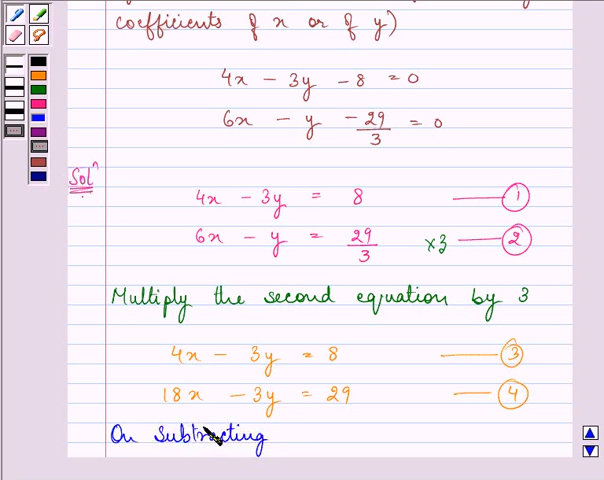 coefficients of x or of y)
4x - 3y - 8 = 0
6x - y - 29/3 = 0
Solⁿ
4x - 3y = 8 ——— 1
6x - y = 29/3 ×3 —— 2
Multiply the second equation by 3
4x - 3y = 8 ——— 3
18x - 3y = 29 ——— 4
On subtracting